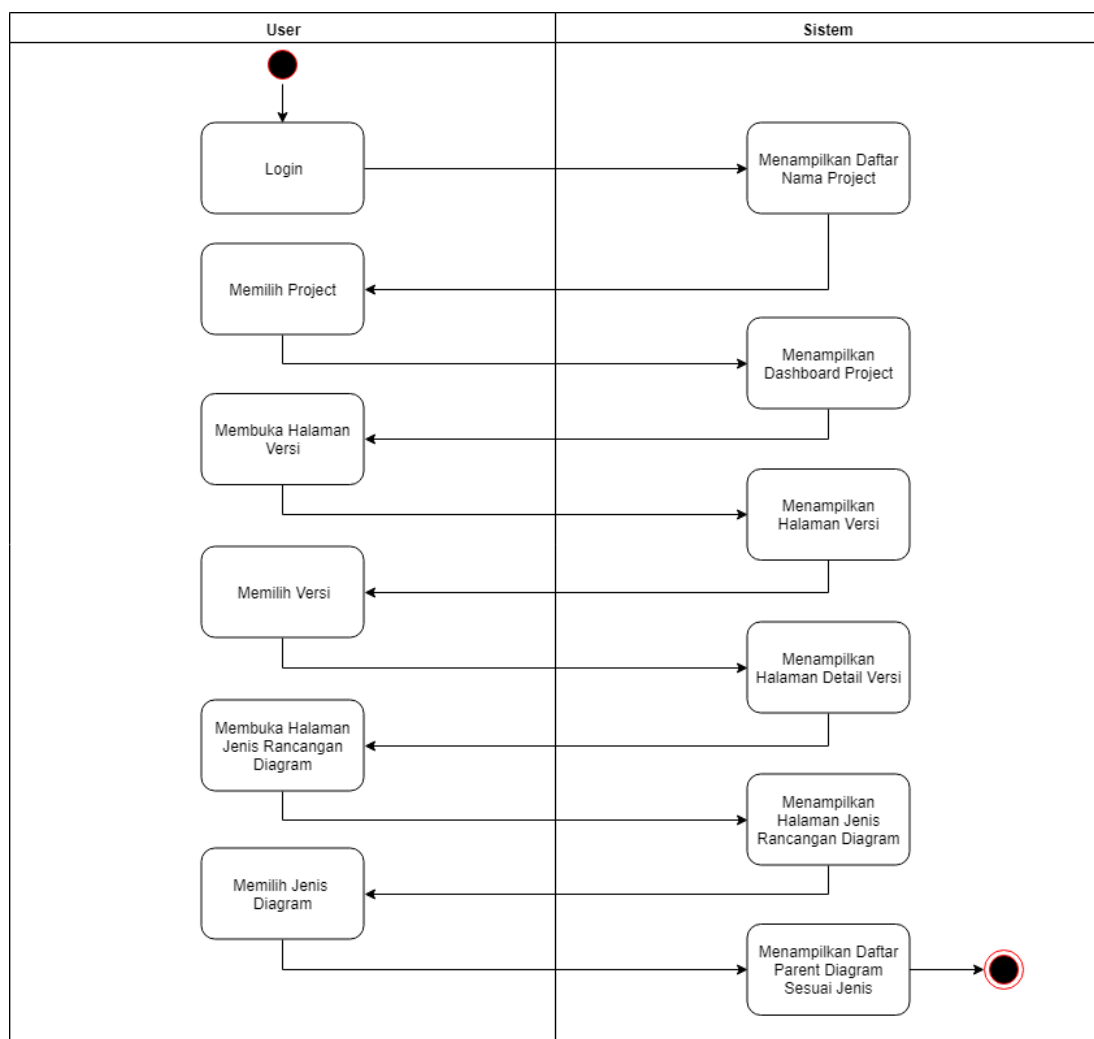 User
Sistem
Login
Menampilkan Daftar
Nama Project
Memilih Project
Menampilkan
Dashboard Project
Membuka Halaman
Versi
Menampilkan
Halaman Versi
Memilih Versi
Menampilkan
Halaman Detail Versi
Membuka Halaman
Jenis Rancangan
Diagram
Menampilkan
Halaman Jenis
Rancangan Diagram
Memilih Jenis
Diagram
Menampilkan Daftar
Parent Diagram
Sesuai Jenis